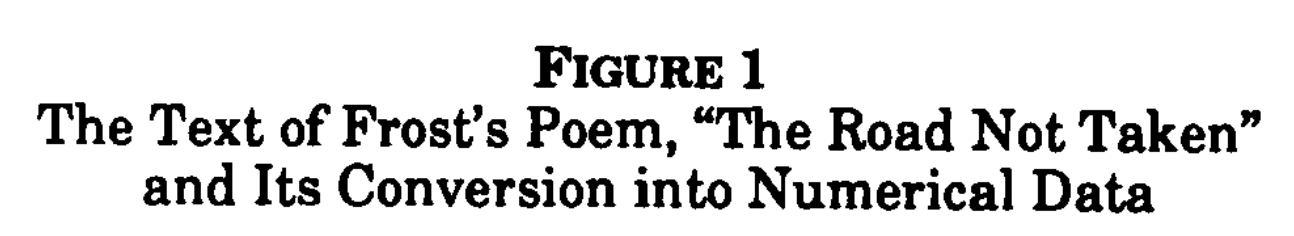 FIGURE 1
The Text of Frost's Poem, “The Road Not Taken”
and Its Conversion into Numerical Data